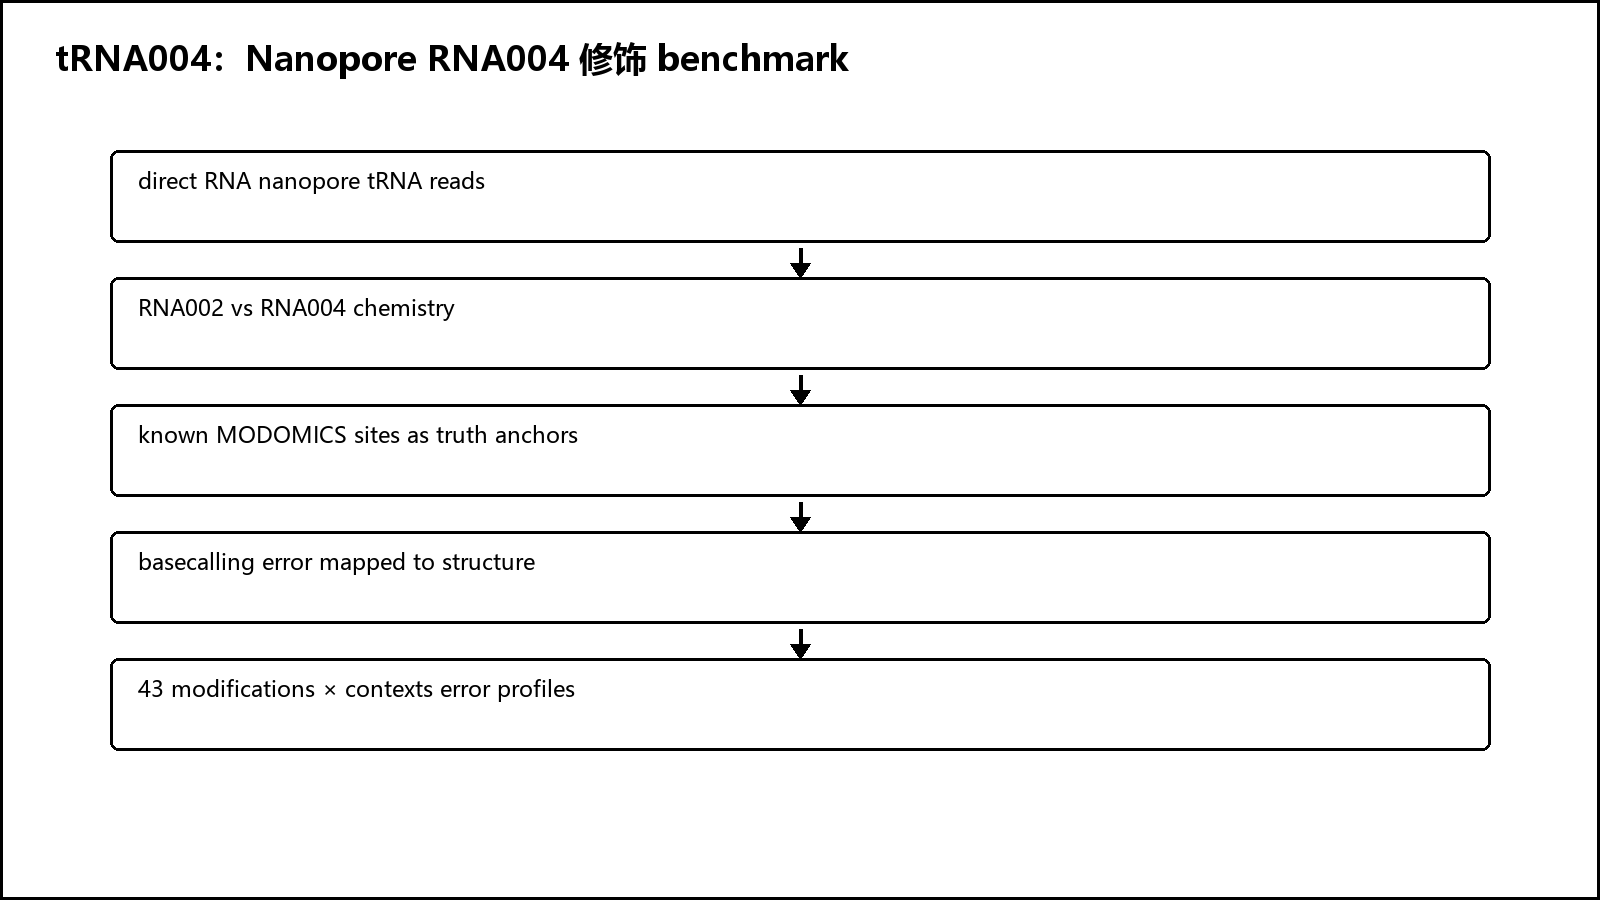 tRNA004：Nanopore RNA004 修饰 benchmark
direct RNA nanopore tRNA reads
RNA002 vs RNA004 chemistry
known MODOMICS sites as truth anchors
basecalling error mapped to structure
43 modifications × contexts error profiles